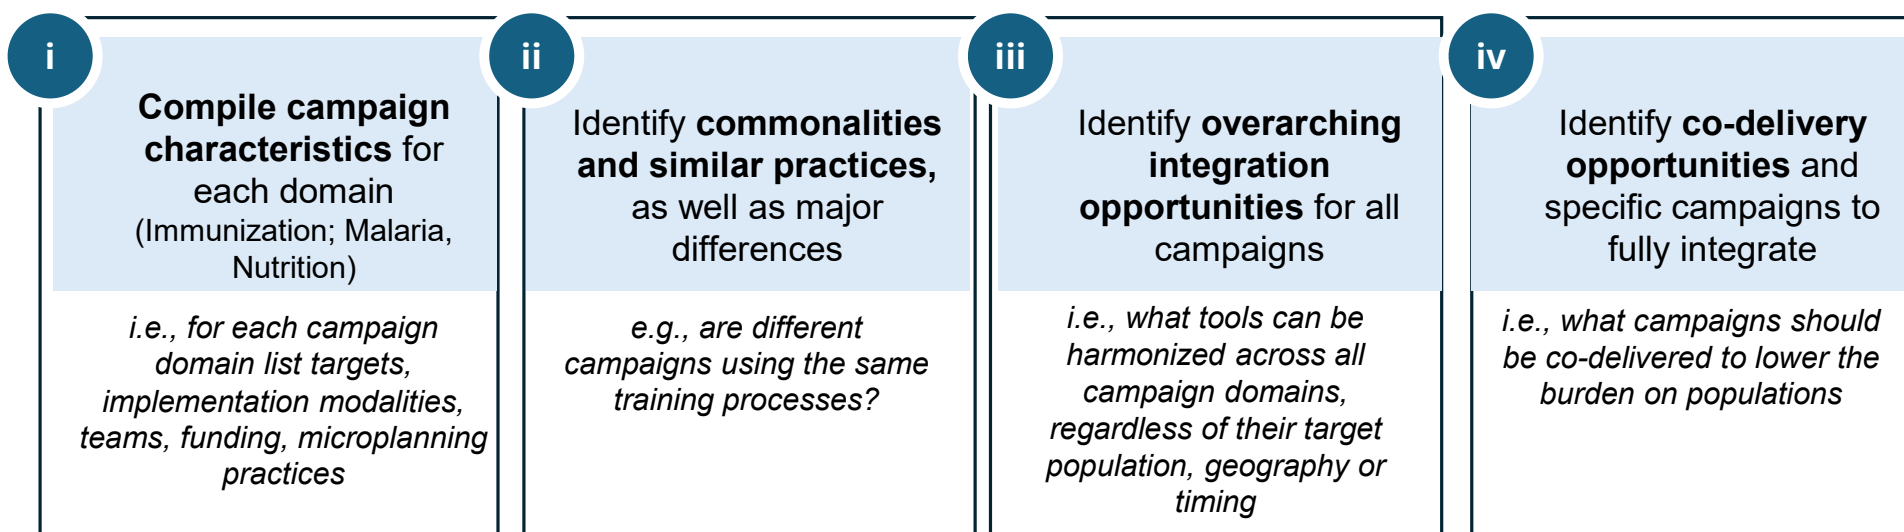 i
Compile campaign
characteristics for
each domain
(Immunization; Malaria,
Nutrition)
i.e., for each campaign
domain list targets,
implementation modalities,
teams, funding, microplanning
practices
ii
Identify commonalities
and similar practices,
as well as major
differences
e.g., are different
campaigns using the same
training processes?
iii
Identify overarching
integration
opportunities for all
campaigns
i.e., what tools can be
harmonized across all
campaign domains,
regardless of their target
population, geography or
timing
iv
Identify co-delivery
opportunities and
specific campaigns to
fully integrate
i.e., what campaigns should
be co-delivered to lower the
burden on populations